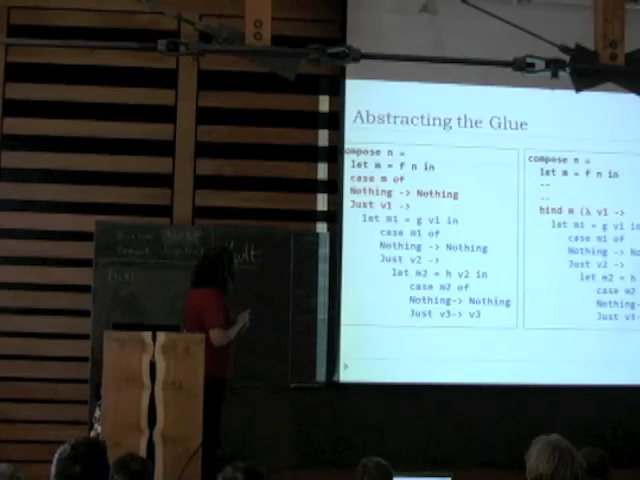 Abstracting the Glue
ompose n =
let m = f n in
case m of
Nothing -> Nothing
Just v1 ->
let m1 = g v1 in
case m1 of
Nothing -> Nothing
Just v2 ->
let m2 = h v2 in
case m2 of
Nothing-> Nothing
Just v3-> v3
compose n =
let m = f n in
--
--
bind m (λ v1 ->
let m1 = g v1 in
case m1 of
Nothing -> No
Just v2 ->
let m2 = h
case m2
Nothing-
Just v3-